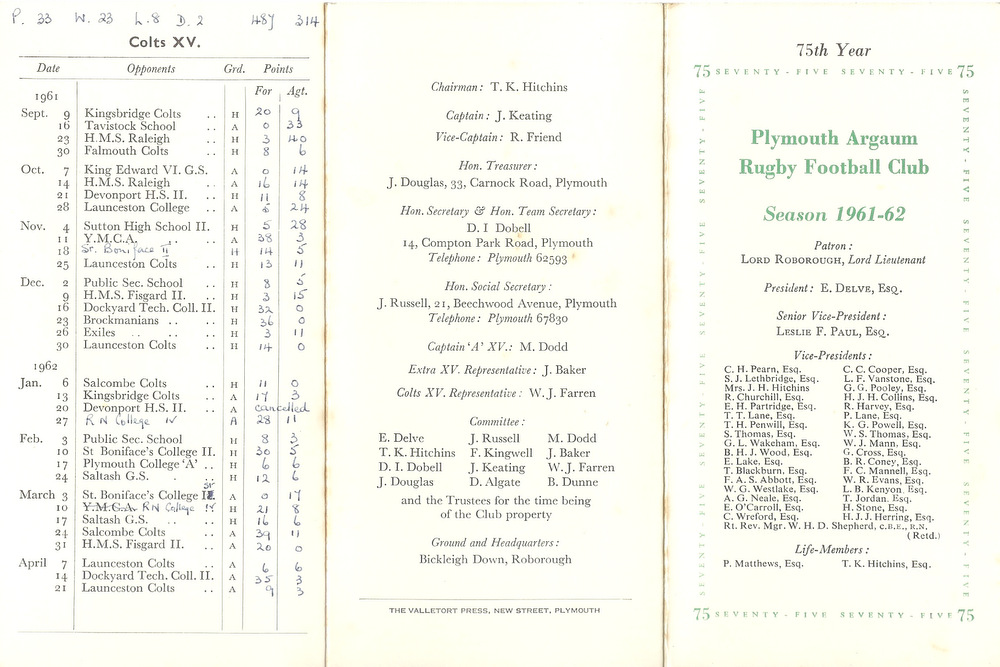 P. 33 W. 23 L. 8 D. 2 487 314
Colts XV.
Date Opponents Grd. Points
For Agt.
1961
Sept. 9 Kingsbridge Colts .. H 20 9
16 Tavistock School .. A 0 33
23 H.M.S. Raleigh .. H 3 40
30 Falmouth Colts .. H 8 6
Oct. 7 King Edward VI. G.S. A 0 14
14 H.M.S. Raleigh .. A 16 14
21 Devonport H.S. II. .. H 11 8
28 Launceston College .. A 24
Nov. 4 Sutton High School II. H 5 28
11 Y.M.C.A. .. .. A 38 3
18 St. Boniface II H 14 5
25 Launceston Colts .. H 13 11
Dec. 2 Public Sec. School .. H 8 5
9 H.M.S. Fisgard II. .. H 3 15
16 Dockyard Tech. Coll. II. H 32 0
23 Brockmanians .. .. H 36 0
26 Exiles .. .. .. H 3 11
30 Launceston Colts .. H 14 0
1962
Jan. 6 Salcombe Colts .. H 11 0
13 Kingsbridge Colts .. A 17 3
20 Devonport H.S. II. .. A cancelled
27 R N College IV A 28 11
Feb. 3 Public Sec. School .. H 8 3
10 St Boniface's College II. H 30 5
17 Plymouth College 'A' .. H 6 6
24 Saltash G.S. . .. H 12 6
March 3 St. Boniface's College A 0 17
10 Y.M.C.A. R N College H 21 8
17 Saltash G.S. .. .. H 16 6
24 Salcombe Colts .. A 39 11
31 H.M.S. Fisgard II. .. A 20 0
April 7 Launceston Colts .. A 6 6
14 Dockyard Tech. Coll. II. A 35 3
21 Launceston Colts .. A 9 3
Chairman: T. K. Hitchins
Captain: J. Keating
Vice-Captain: R. Friend
Hon. Treasurer:
J. Douglas, 33, Carnock Road, Plymouth
Hon. Secretary & Hon. Team Secretary:
D. I Dobell
14, Compton Park Road, Plymouth
Telephone: Plymouth 62593
Hon. Social Secretary:
J. Russell, 21, Beechwood Avenue, Plymouth
Telephone: Plymouth 67830
Captain 'A' XV.: M. Dodd
Extra XV. Representative: J. Baker
Colts XV. Representative: W. J. Farren
Committee:
E. Delve J. Russell M. Dodd
T. K. Hitchins F. Kingwell J. Baker
D. I. Dobell J. Keating W. J. Farren
J. Douglas D. Algate B. Dunne
and the Trustees for the time being
of the Club property
Ground and Headquarters:
Bickleigh Down, Roborough
THE VALLETORT PRESS, NEW STREET, PLYMOUTH
75th Year
75 SEVENTY - FIVE SEVENTY - FIVE 75
SEVENTY-FIVE SEVENTY-FIVE SEVENTY-FIVE SEVENTY-FIVE
SEVENTY FIVE SEVENTY FIVE SEVENTY FIVE SEVENTY FIVE
Plymouth Argaum
Rugby Football Club
Season 1961-62
Patron:
LORD ROBOROUGH, Lord Lieutenant
President: E. DELVE, ESQ.
Senior Vice-President:
LESLIE F. PAUL, ESQ.
Vice-Presidents:
C. H. Pearn, Esq. C. C. Cooper, Esq.
S. J. Lethbridge, Esq. L. F. Vanstone, Esq.
Mrs. J. H. Hitchins G. G. Pooley, Esq.
R. Churchill, Esq. H. J. H. Collins, Esq.
E. H. Partridge, Esq. R. Harvey, Esq.
T. T. Lane, Esq. P. Lane, Esq.
T. H. Penwill, Esq. K. G. Powell, Esq.
S. Thomas, Esq. W. S. Thomas, Esq.
G. L. Wakeham, Esq. W. J. Mann, Esq.
B. H. J. Wood, Esq. G. Cross, Esq.
E. Lake, Esq. B. R. Coney, Esq.
T. Blackburn. Esq. F. C. Mannell, Esq.
F. A. S. Abbott, Esq. W. R. Evans, Esq.
W. G. Westlake, Esq. L. B. Kenyon, Esq.
A. G. Neale, Esq. T. Jordan, Esq.
E. O'Carroll, Esq. H. Stone, Esq.
C. Wreford, Esq. H. J. J. Herring, Esq.
Rt. Rev. Mgr. W. H. D. Shepherd, C.B.E., R.N.
(Retd.)
Life-Members:
P. Matthews, Esq. T. K. Hitchins, Esq.
75 SEVENTY - FIVE SEVENTY - FIVE 75